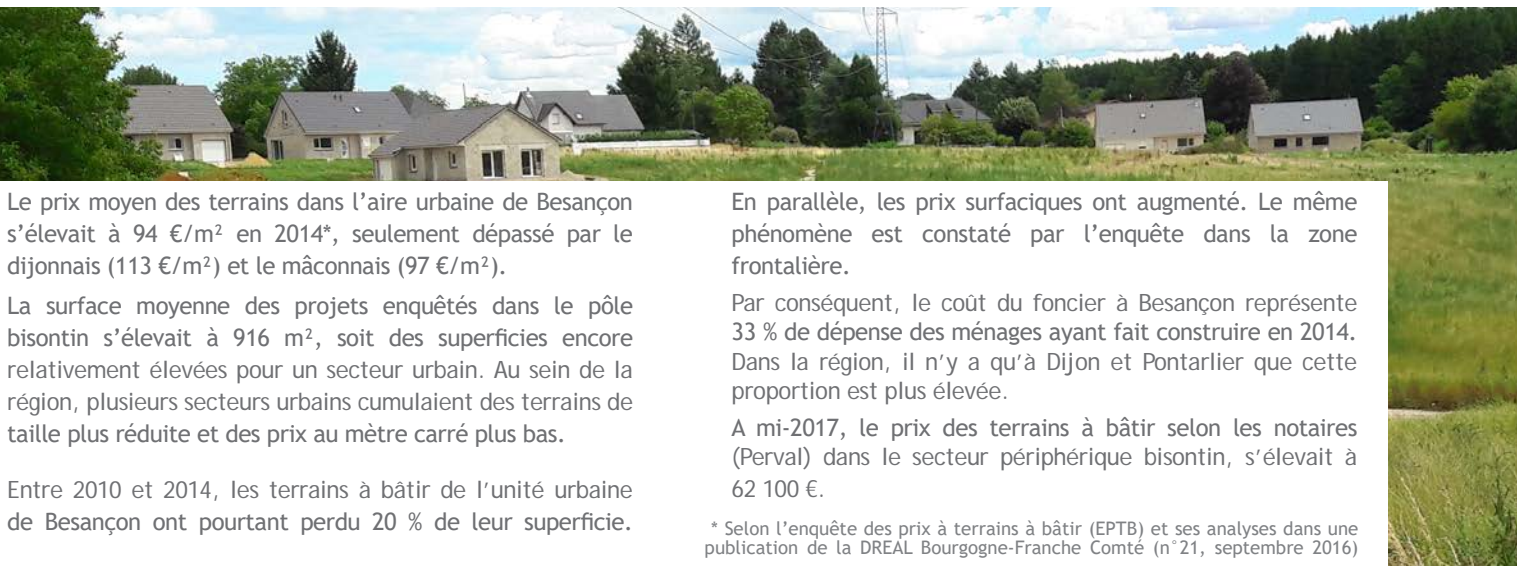 Le prix moyen des terrains dans l’aire urbaine de Besançon
s’élevait à 94 €/m² en 2014*, seulement dépassé par le
dijonnais (113 €/m²) et le mâconnais (97 €/m²).
La surface moyenne des projets enquêtés dans le pôle
bisontin s’élevait à 916 m², soit des superficies encore
relativement élevées pour un secteur urbain. Au sein de la
région, plusieurs secteurs urbains cumulaient des terrains de
taille plus réduite et des prix au mètre carré plus bas.
Entre 2010 et 2014, les terrains à bâtir de l’unité urbaine
de Besançon ont pourtant perdu 20 % de leur superficie.
En parallèle, les prix surfaciques ont augmenté. Le même
phénomène est constaté par l’enquête dans la zone
frontalière.
Par conséquent, le coût du foncier à Besançon représente
33 % de dépense des ménages ayant fait construire en 2014.
Dans la région, il n’y a qu’à Dijon et Pontarlier que cette
proportion est plus élevée.
A mi-2017, le prix des terrains à bâtir selon les notaires
(Perval) dans le secteur périphérique bisontin, s’élevait à
62 100 €.
* Selon l’enquête des prix à terrains à bâtir (EPTB) et ses analyses dans une
publication de la DREAL Bourgogne-Franche Comté (n°21, septembre 2016)